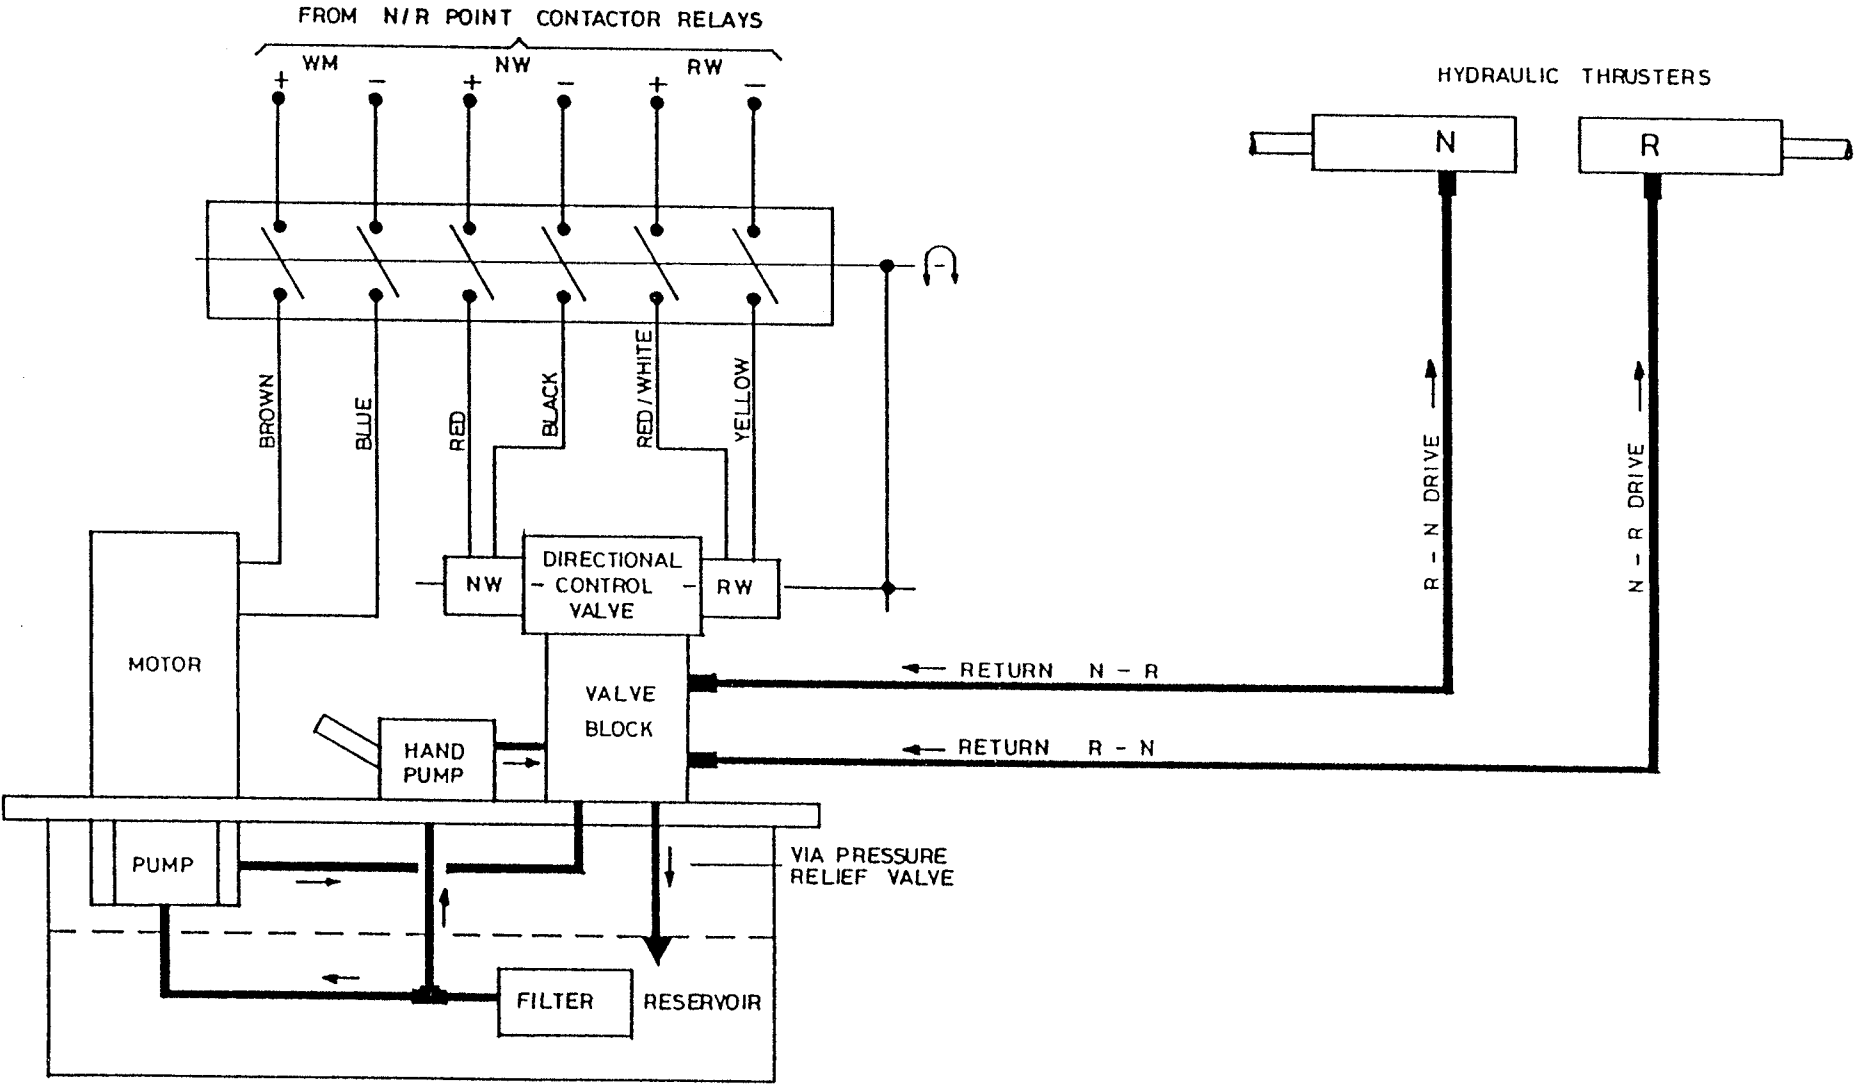 FROM N/R POINT CONTACTOR RELAYS
WM NW RW
+ - + - + -
HYDRAULIC THRUSTERS
N R
BROWN
BLUE
RED
BLACK
RED/WHITE
YELLOW
R - N DRIVE
N - R DRIVE
MOTOR
NW
DIRECTIONAL
CONTROL
VALVE
RW
VALVE
BLOCK
RETURN N - R
RETURN R - N
HAND
PUMP
PUMP
VIA PRESSURE
RELIEF VALVE
FILTER
RESERVOIR